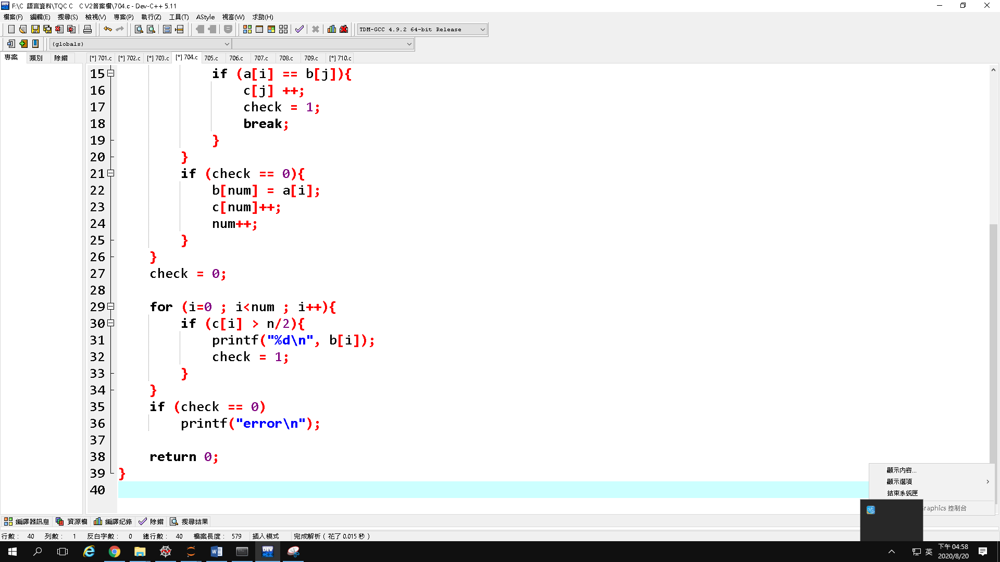 F:\C 語言資料\TQC C C V2答案檔\704.c - Dev-C++ 5.11
檔案(F) 編輯(E) 搜尋(S) 檢視(V) 專案(P) 執行(Z) 工具(T) AStyle 視窗(W) 求助(H)
TDM-GCC 4.9.2 64-bit Release
(globals)
專案 類別 除錯 [*] 701.c [*] 702.c [*] 703.c [*] 704.c 705.c 706.c 707.c 708.c 709.c [*] 710.c
15 if (a[i] == b[j]){
16 c[j] ++;
17 check = 1;
18 break;
19 }
20 }
21 if (check == 0){
22 b[num] = a[i];
23 c[num]++;
24 num++;
25 }
26 }
27 check = 0;
28
29 for (i=0 ; i<num ; i++){
30 if (c[i] > n/2){
31 printf("%d\n", b[i]);
32 check = 1;
33 }
34 }
35 if (check == 0)
36 printf("error\n");
37
38 return 0;
39 }
40
顯示內容...
顯示選項
結束系統匣
Graphics 控制台
編譯器訊息 資源檔 編譯紀錄 除錯 搜尋結果
行數： 40 列數： 1 反白字數： 0 總行數： 40 檔案長度： 579 插入模式 完成解析 ( 花了 0.015 秒 )
英 下午 04:58
2020/8/20